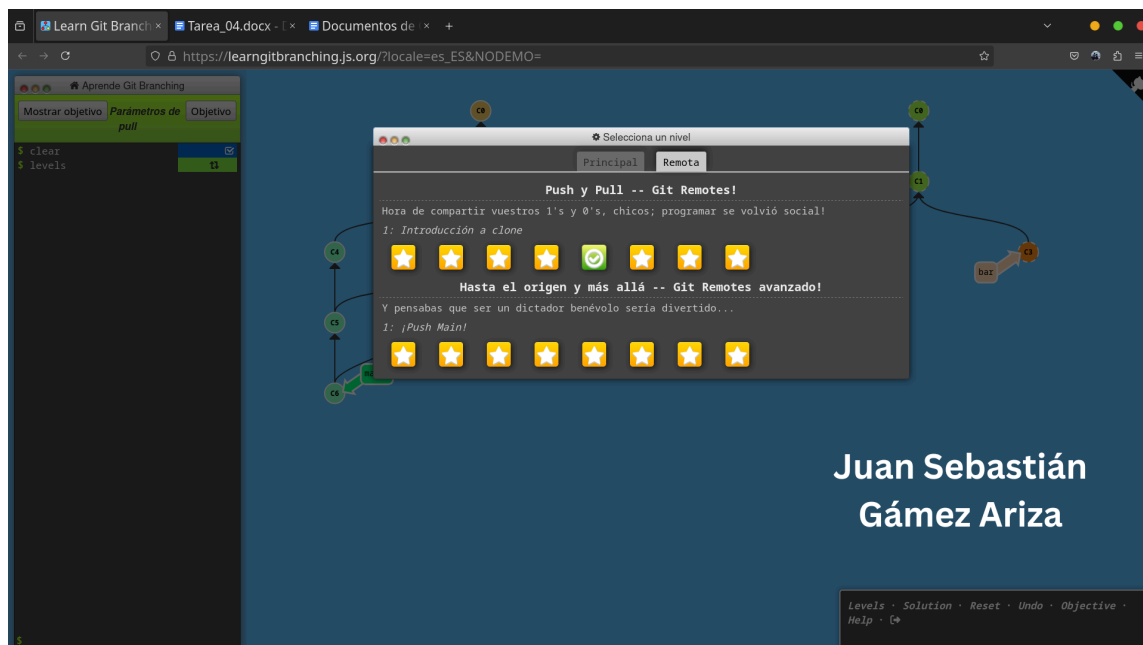 Learn Git Branch
Tarea_04.docx - [
Documentos de
https://learngitbranching.js.org/?locale=es_ES&NODEMO=
Aprende Git Branching
Mostrar objetivo
Parámetros de
pull
Objetivo
$ clear
$ levels
$
C0
C4
C5
C6
Selecciona un nivel
Principal
Remota
Push y Pull -- Git Remotes!
Hora de compartir vuestros 1's y 0's, chicos; programar se volvió social!
1: Introducción a clone
Hasta el origen y más allá -- Git Remotes avanzado!
Y pensabas que ser un dictador benévolo sería divertido...
1: ¡Push Main!
C0
C1
C3
bar
Juan Sebastián
Gámez Ariza
Levels · Solution · Reset · Undo · Objective ·
Help ·